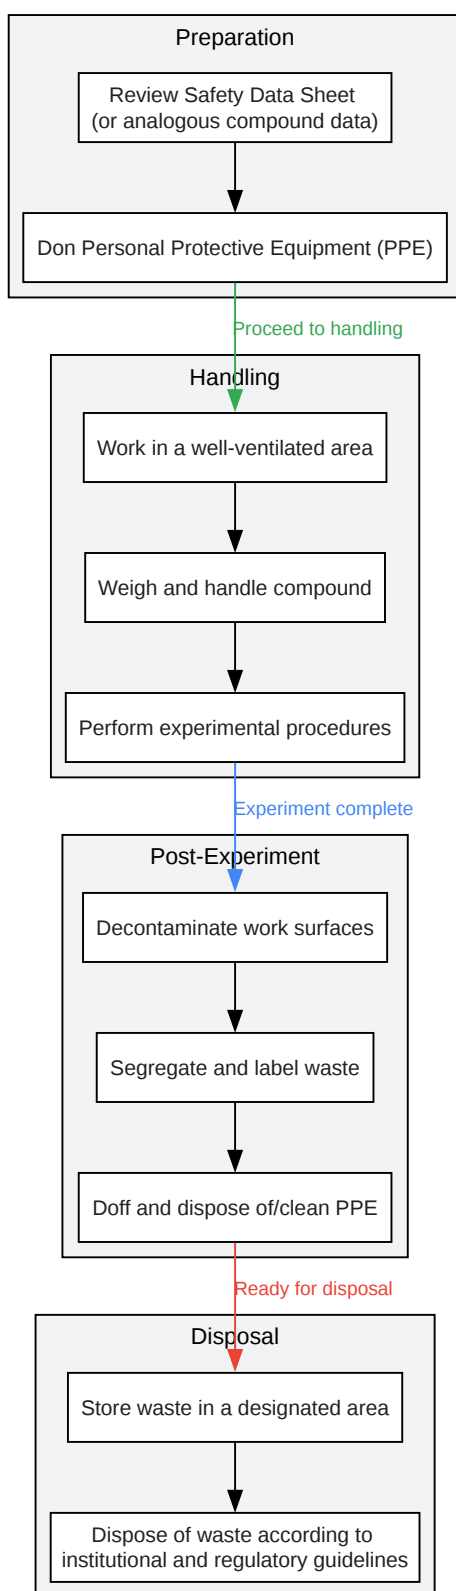 Preparation
Review Safety Data Sheet
(or analogous compound data)
Don Personal Protective Equipment (PPE)
Proceed to handling
Handling
Work in a well-ventilated area
Weigh and handle compound
Perform experimental procedures
Experiment complete
Post-Experiment
Decontaminate work surfaces
Segregate and label waste
Doff and dispose of/clean PPE
Ready for disposal
Disposal
Store waste in a designated area
Dispose of waste according to
institutional and regulatory guidelines